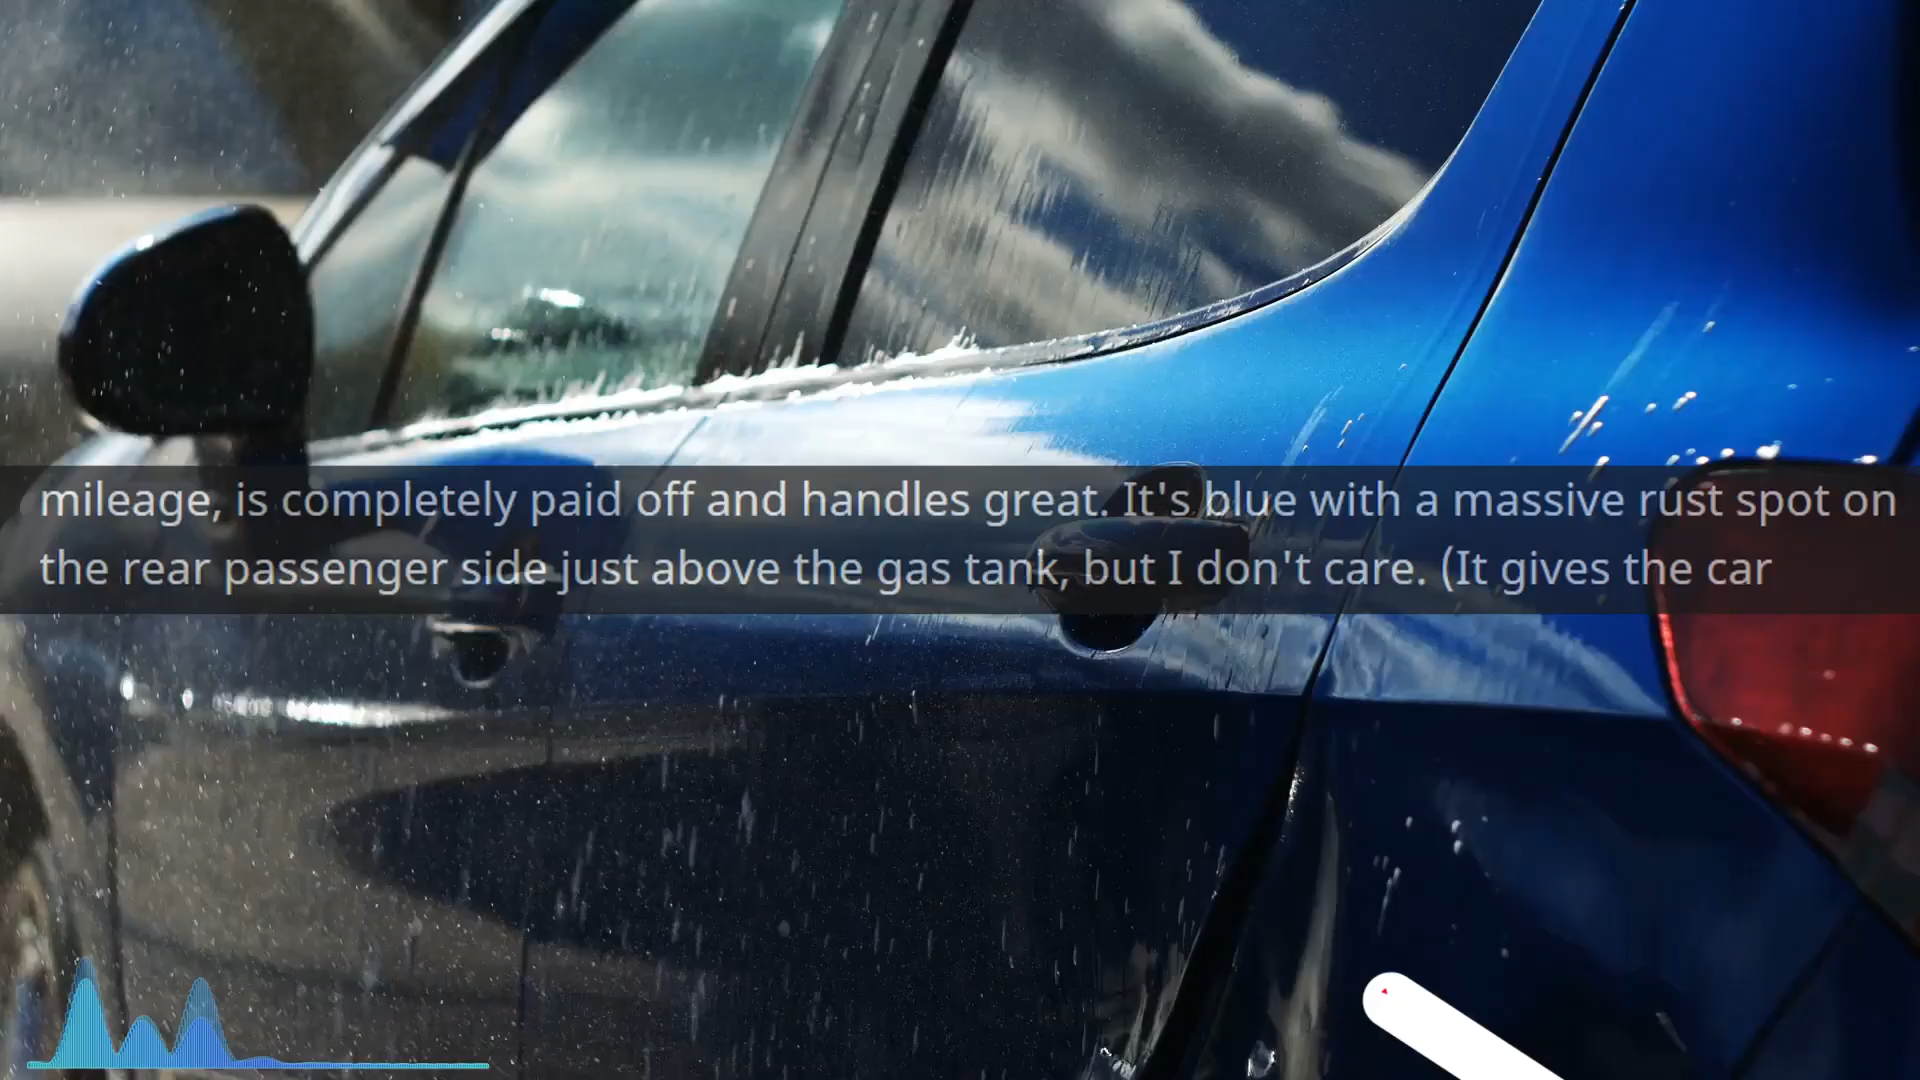 mileage, is completely paid off and handles great. It's blue with a massive rust spot on
the rear passenger side just above the gas tank, but I don't care. (It gives the car